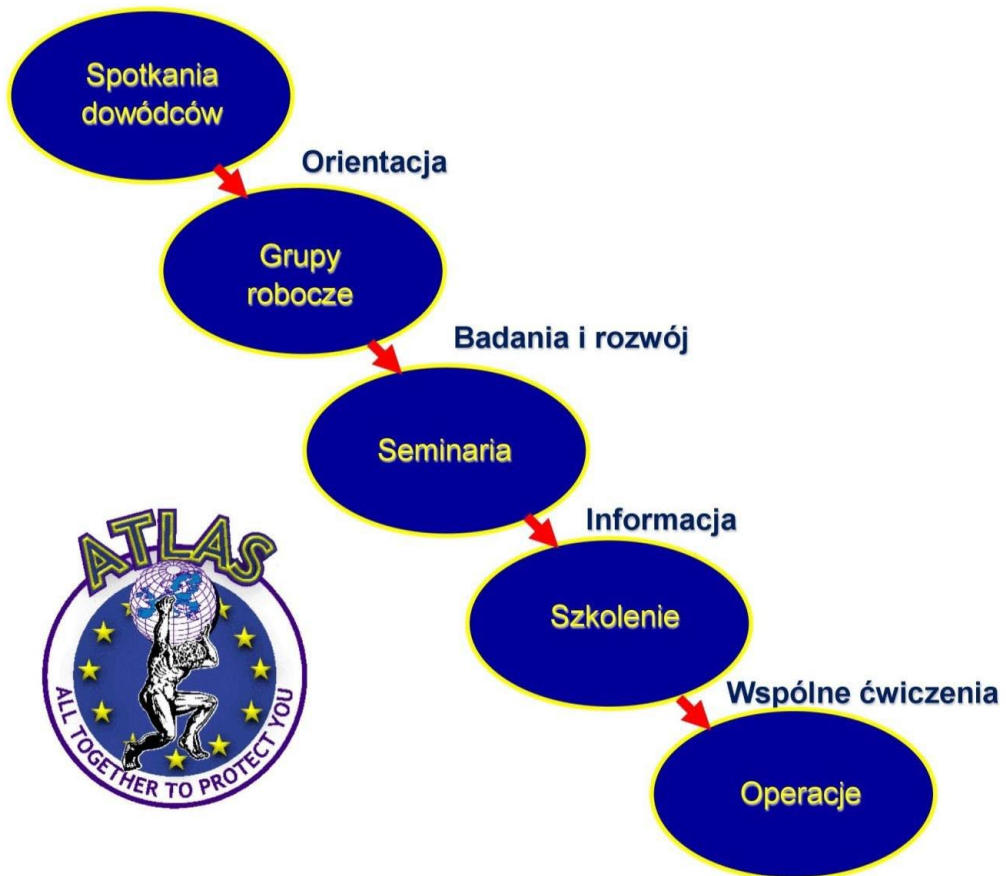 Spotkania
dowódców
Orientacja
Grupy
robocze
Badania i rozwój
Seminaria
Informacja
Szkolenie
Wspólne ćwiczenia
Operacje
ATLAS
ALL TOGETHER TO PROTECT YOU